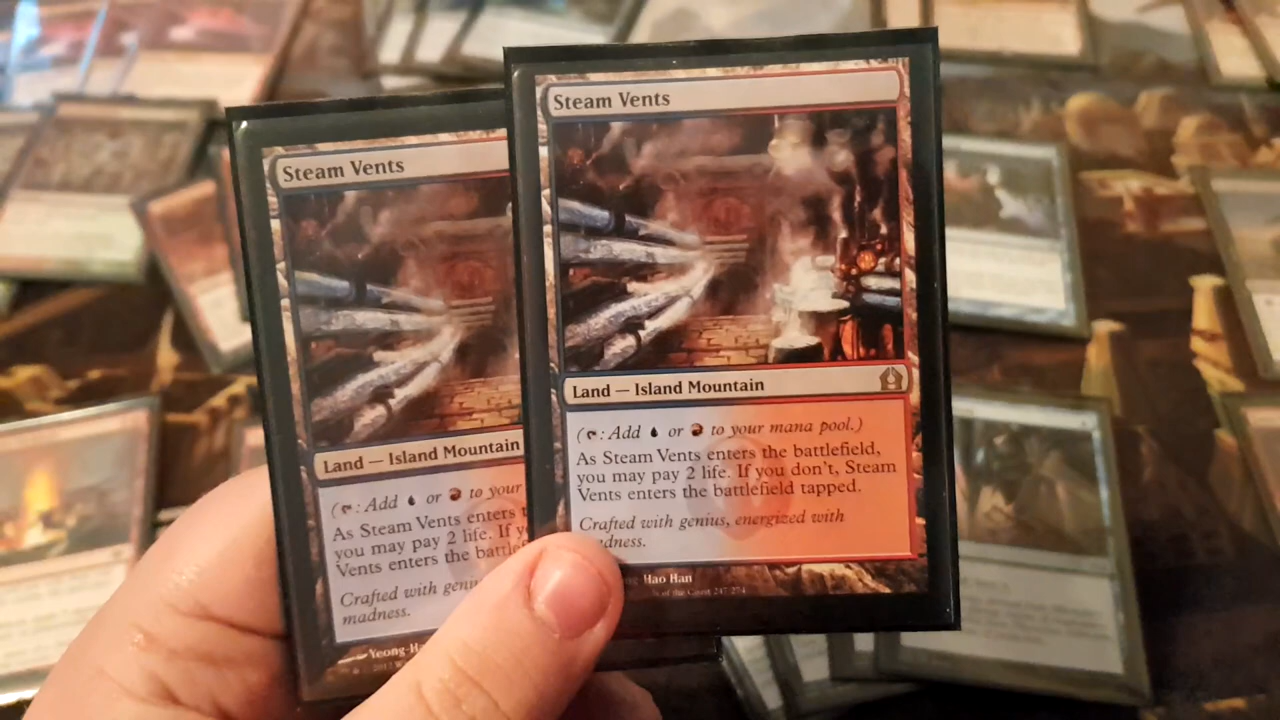 Steam Vents
Land — Island Mountain
( : Add or to your
As Steam Vents enters
you may pay 2 life. If
Vents enters the
Crafted with
madness.
Steam Vents
Land — Island Mountain
( : Add or to your mana pool.)
As Steam Vents enters the battlefield,
you may pay 2 life. If you don't, Steam
Vents enters the battlefield tapped.
Crafted with genius, energized with
Hao Han
247/274